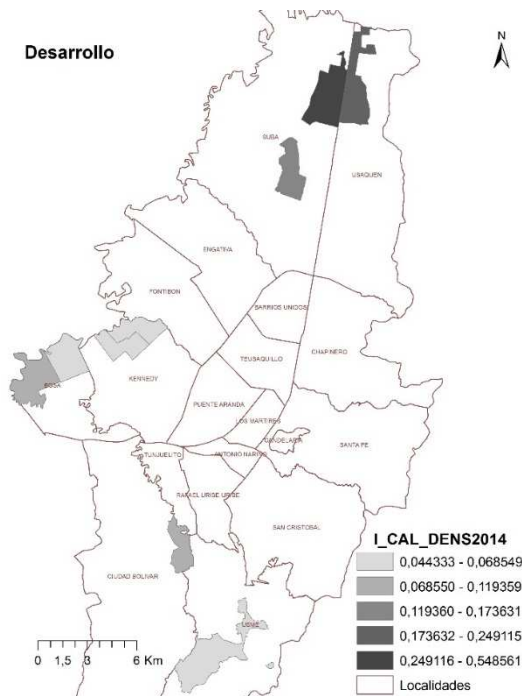 Desarrollo
N
SUBA
USAQUEN
ENGATIVA
FONTIBON
BARRIOS UNIDOS
TEUSAQUILLO
CHAPINERO
BOSA
KENNEDY
PUENTE ARANDA
LOS MARTIRES
CANDELARIA
SANTA FE
TUNJUELITO
ANTONIO NARIÑO
RAFAEL URIBE URIBE
SAN CRISTOBAL
CIUDAD BOLIVAR
USME
I_CAL_DENS2014
0,044333 - 0,068549
0,068550 - 0,119359
0,119360 - 0,173631
0,173632 - 0,249115
0,249116 - 0,548561
Localidades
0 1,5 3 6 Km